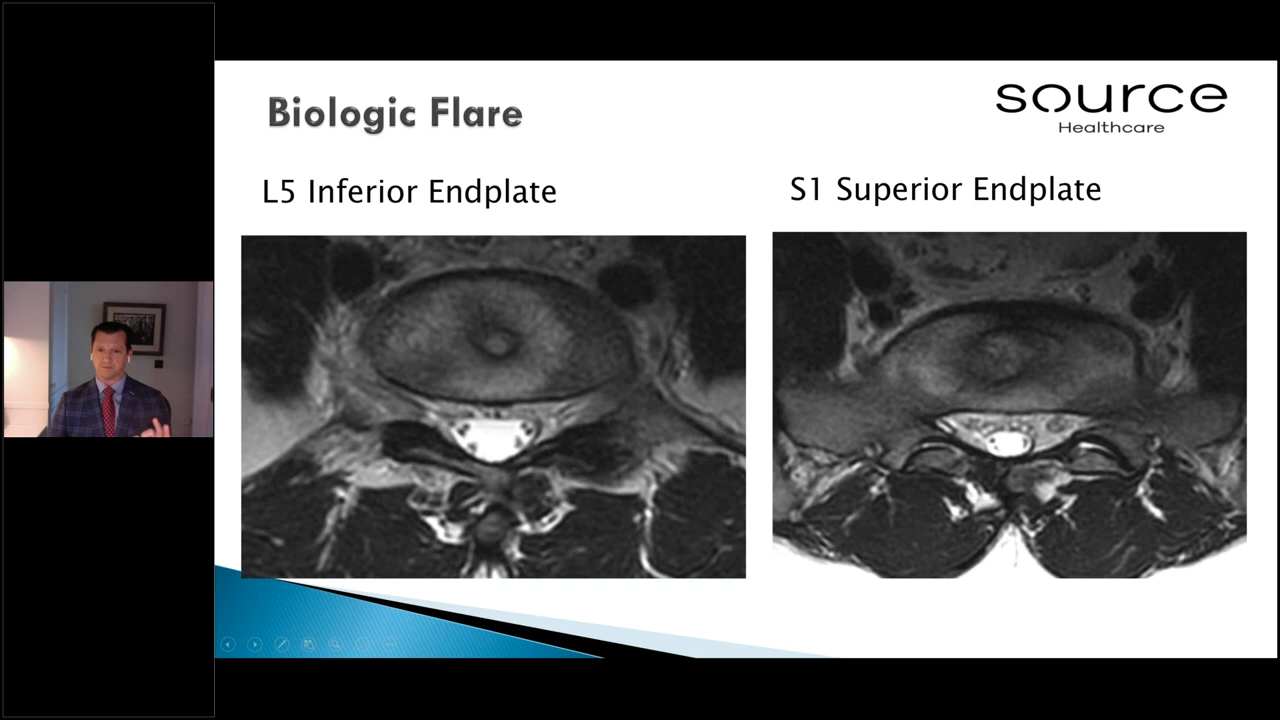 Biologic Flare
source
Healthcare
L5 Inferior Endplate
S1 Superior Endplate